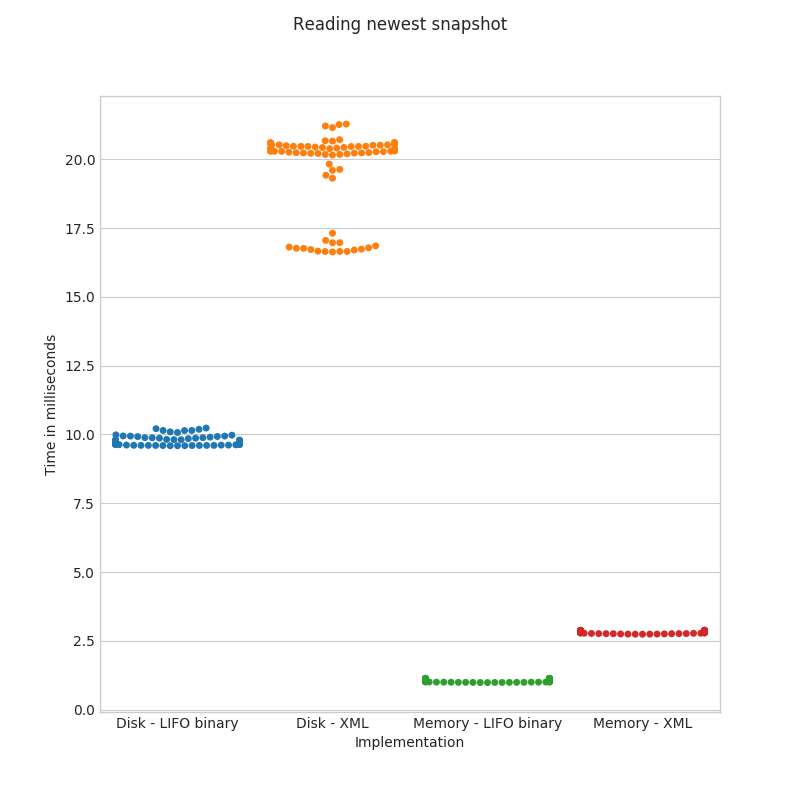 Reading newest snapshot
Time in milliseconds
20.0
17.5
15.0
12.5
10.0
7.5
5.0
2.5
0.0
Disk - LIFO binary
Disk - XML
Memory - LIFO binary
Memory - XML
Implementation